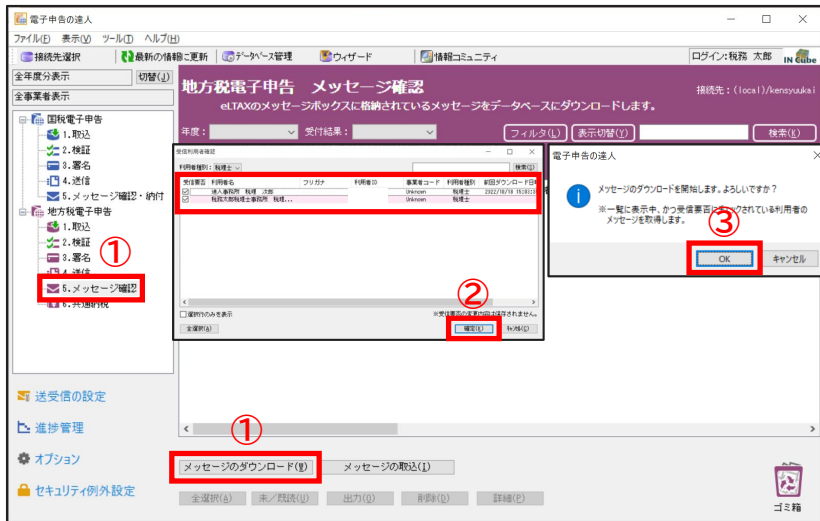 電子申告の達人
ファイル(F) 表示(V) ツール(T) ヘルプ(H)
接続先選択 最新の情報に更新 データベース管理 ウィザード 情報コミュニティ ログイン:税務 太郎 IN Cube
全年度分表示 切替(J)
全事業者表示
国税電子申告
1.取込
2.検証
3.署名
4.送信
5.メッセージ確認・納付
地方税電子申告
1.取込
2.検証
3.署名
4.送信
5.メッセージ確認
6.共通納税
①
送受信の設定
進捗管理
オプション
セキュリティ例外設定
地方税電子申告 メッセージ確認
接続先:(local)/kensyuukai
eLTAXのメッセージボックスに格納されているメッセージをデータベースにダウンロードします。
年度: 受付結果: フィルタ(L) 表示切替(Y) 検索(K)
受信利用者確認
利用者種別: 税理士 検索(S)
受信要否 利用者名 フリガナ 利用者ID 事業者コード 利用者種別 前回ダウンロード日時
達人事務所 税理 次郎 Unknown 税理士
税務太郎税理士事務所 税理... Unknown 税理士
選択行のみを表示 ※受信要否の変更内容は保存されません。
全選択(A) 確定(K) キャンセル(C)
②
電子申告の達人
メッセージのダウンロードを開始します。よろしいですか?
※一覧に表示中、かつ受信要否にチェックされている利用者の
メッセージを取得します。
③
OK キャンセル
①
メッセージのダウンロード(W) メッセージの取込(I)
全選択(A) 未/既読(U) 出力(O) 削除(D) 詳細(P)
ゴミ箱